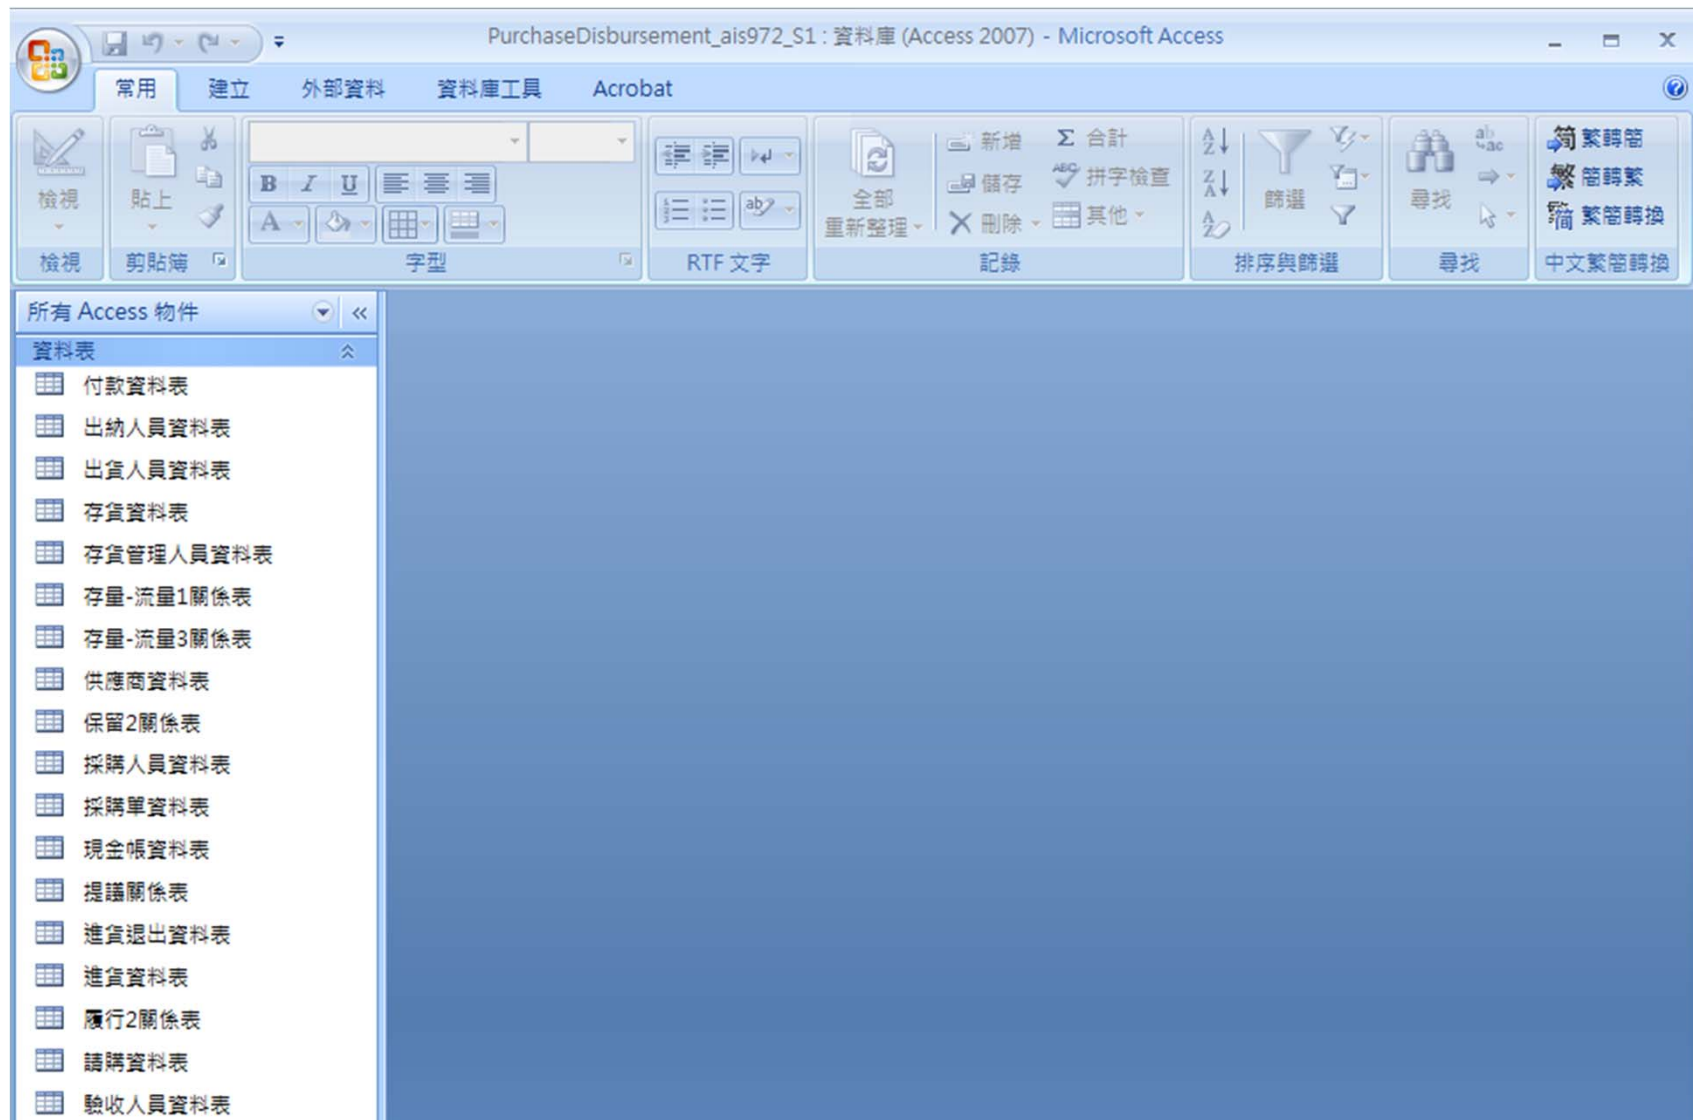 PurchaseDisbursement_ais972_S1 : 資料庫 (Access 2007) - Microsoft Access
常用 建立 外部資料 資料庫工具 Acrobat
檢視 貼上 全部 重新整理 新增 儲存 刪除 合計 拼字檢查 其他 篩選 尋找 繁轉簡 簡轉繁 繁簡轉換
B I U A
檢視 剪貼簿 字型 RTF 文字 記錄 排序與篩選 尋找 中文繁簡轉換
所有 Access 物件
資料表
付款資料表
出納人員資料表
出貨人員資料表
存貨資料表
存貨管理人員資料表
存量-流量1關係表
存量-流量3關係表
供應商資料表
保留2關係表
採購人員資料表
採購單資料表
現金帳資料表
提議關係表
進貨退出資料表
進貨資料表
履行2關係表
請購資料表
驗收人員資料表